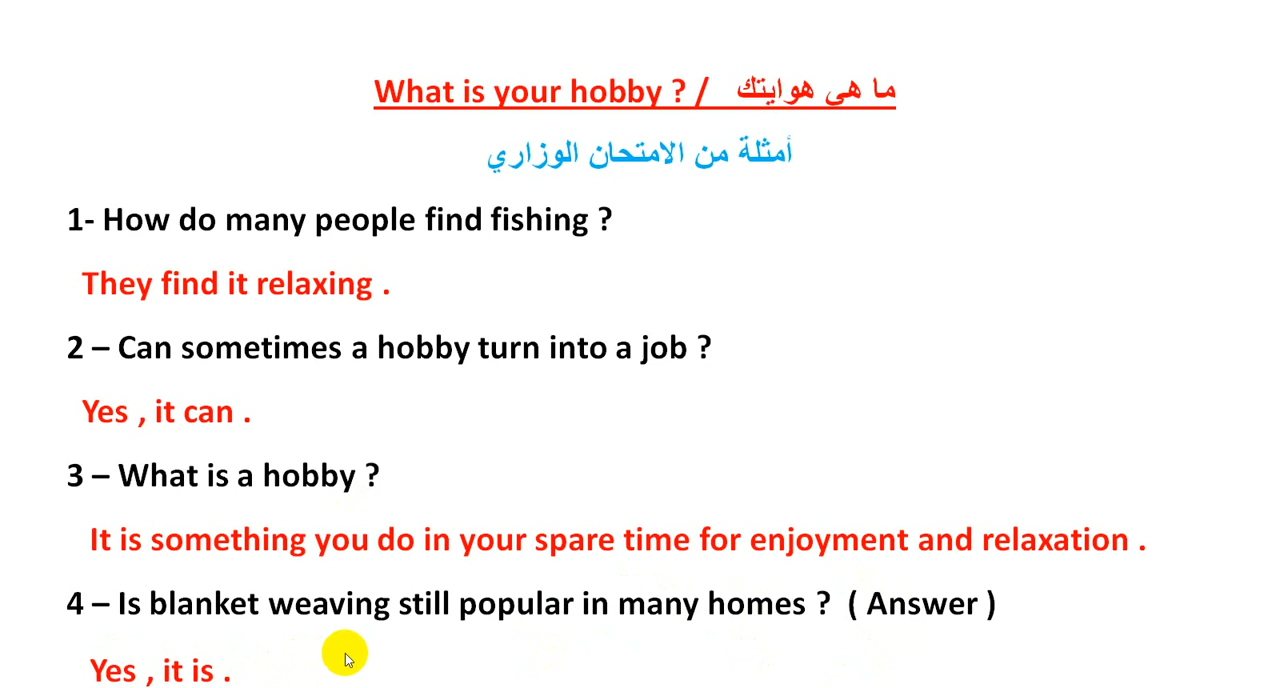 What is your hobby ? / ما هي هوايتك
أمثلة من الامتحان الوزاري
1- How do many people find fishing ?
They find it relaxing .
2 – Can sometimes a hobby turn into a job ?
Yes , it can .
3 – What is a hobby ?
It is something you do in your spare time for enjoyment and relaxation .
4 – Is blanket weaving still popular in many homes ? ( Answer )
Yes , it is .